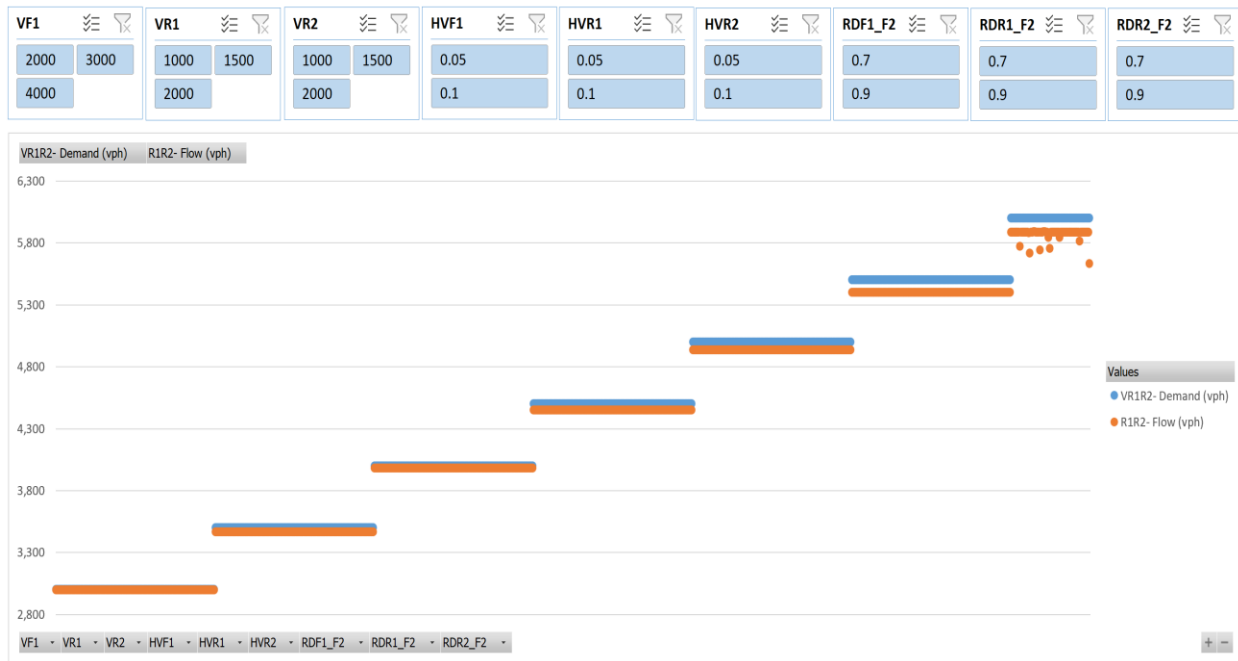 VF1 VR1 VR2 HVF1 HVR1 HVR2 RDF1_F2 RDR1_F2 RDR2_F2
2000 3000 1000 1500 1000 1500 0.05 0.05 0.05 0.7 0.7 0.7
4000 2000 2000 0.1 0.1 0.1 0.9 0.9 0.9
VR1R2- Demand (vph) R1R2- Flow (vph)
6,300
5,800
5,300
4,800
Values
VR1R2- Demand (vph)
4,300
R1R2- Flow (vph)
3,800
3,300
2,800
VF1 VR1 VR2 HVF1 HVR1 HVR2 RDF1_F2 RDR1_F2 RDR2_F2 + -